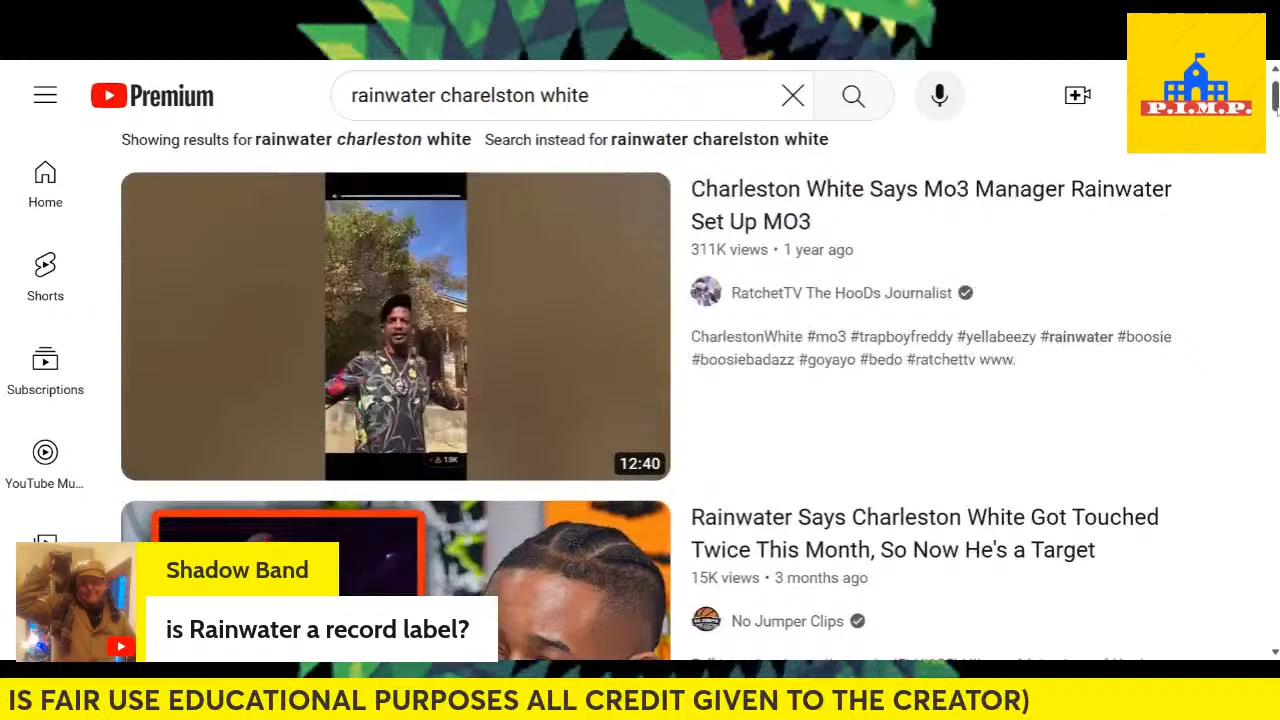 Premium
rainwater charelston white
P.I.M.P.
Showing results for rainwater charleston white Search instead for rainwater charelston white
Home
Shorts
Subscriptions
YouTube Mu...
Charleston White Says Mo3 Manager Rainwater
Set Up MO3
311K views • 1 year ago
RatchetTV The HooDs Journalist
CharlestonWhite #mo3 #trapboyfreddy #yellabeezy #rainwater #boosie
#boosiebadazz #goyayo #bedo #ratchettv www.
1.9K
12:40
Rainwater Says Charleston White Got Touched
Twice This Month, So Now He's a Target
15K views • 3 months ago
No Jumper Clips
Shadow Band
is Rainwater a record label?
IS FAIR USE EDUCATIONAL PURPOSES ALL CREDIT GIVEN TO THE CREATOR)